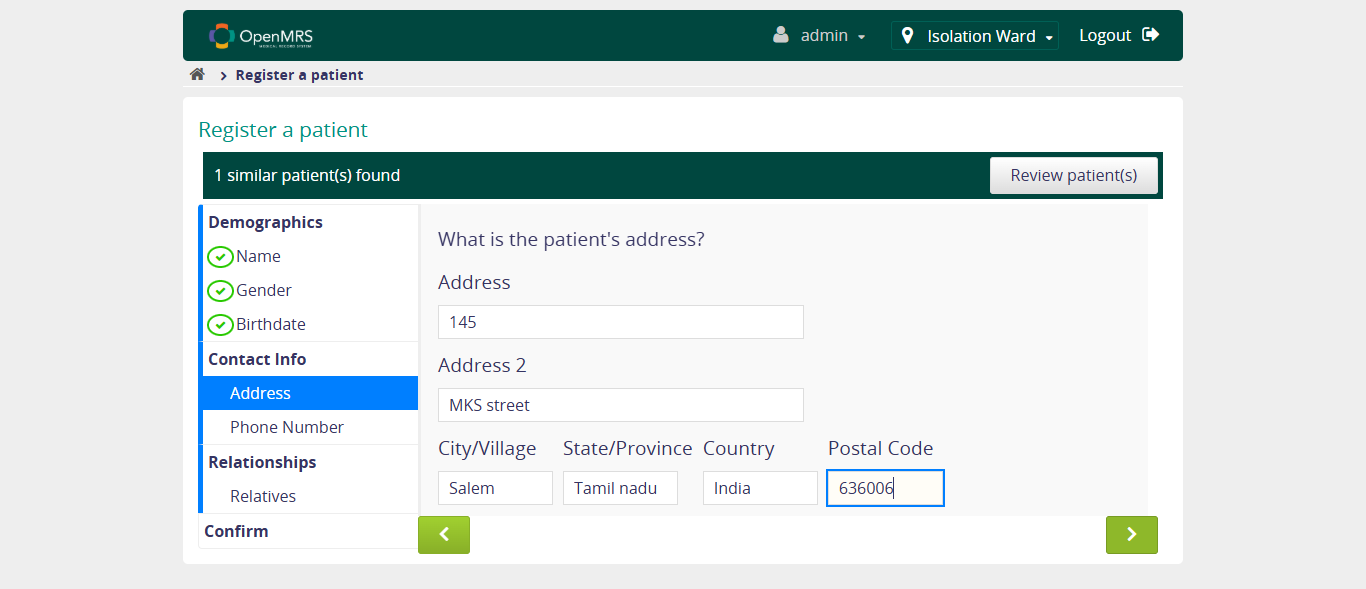 OpenMRS
MEDICAL RECORD SYSTEM
admin
Isolation Ward
Logout
Register a patient
Register a patient
1 similar patient(s) found
Review patient(s)
Demographics
Name
Gender
Birthdate
Contact Info
Address
Phone Number
Relationships
Relatives
Confirm
What is the patient's address?
Address
145
Address 2
MKS street
City/Village State/Province Country Postal Code
Salem Tamil nadu India 636006